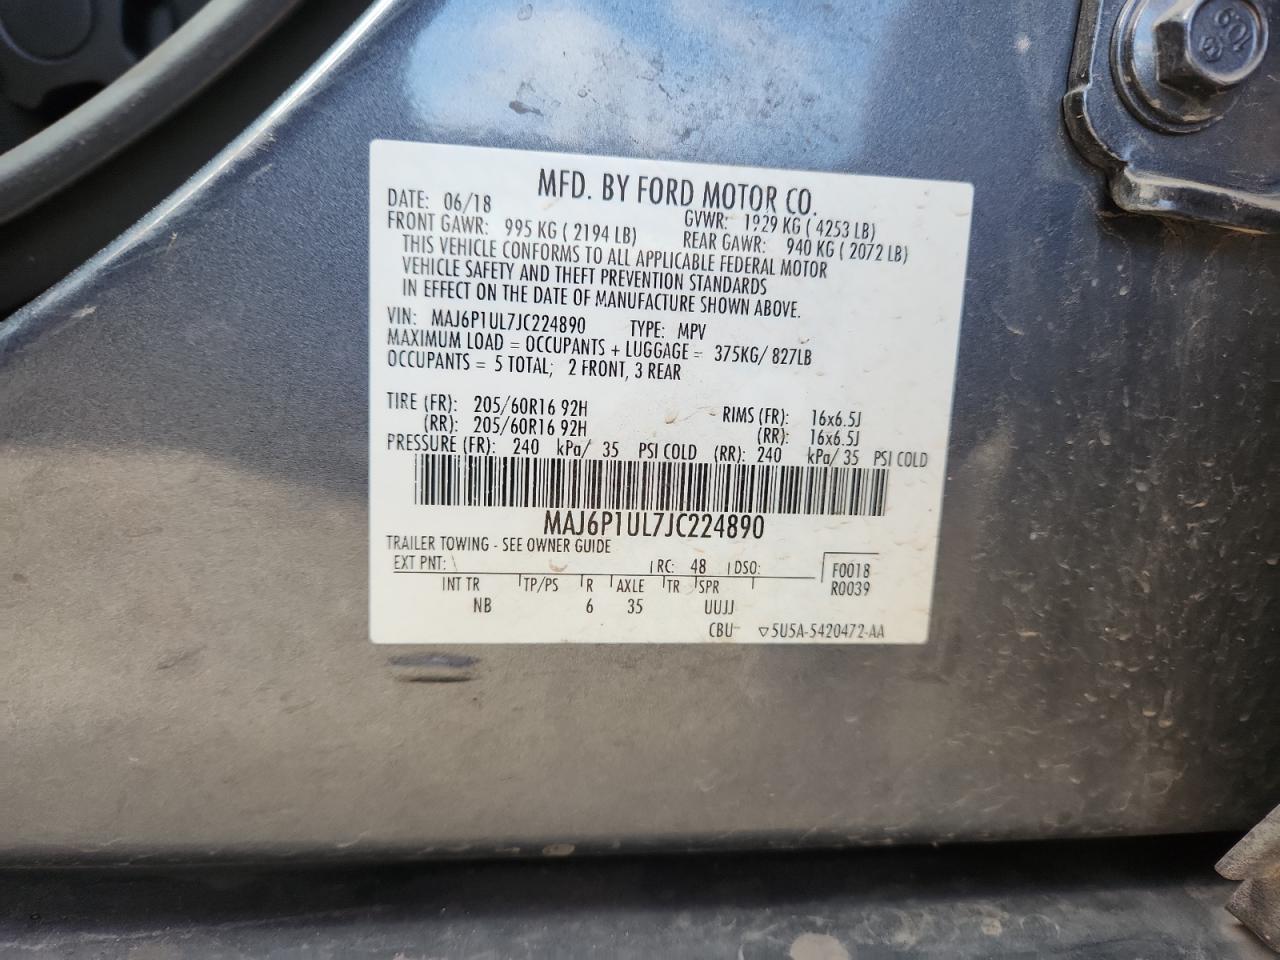 MFD. BY FORD MOTOR CO.
DATE: 06/18 GVWR: 1929 KG ( 4253 LB)
FRONT GAWR: 995 KG ( 2194 LB) REAR GAWR: 940 KG ( 2072 LB)
THIS VEHICLE CONFORMS TO ALL APPLICABLE FEDERAL MOTOR
VEHICLE SAFETY AND THEFT PREVENTION STANDARDS
IN EFFECT ON THE DATE OF MANUFACTURE SHOWN ABOVE.
VIN: MAJ6P1UL7JC224890 TYPE: MPV
MAXIMUM LOAD = OCCUPANTS + LUGGAGE = 375KG/ 827LB
OCCUPANTS = 5 TOTAL; 2 FRONT, 3 REAR
TIRE (FR): 205/60R16 92H RIMS (FR): 16x6.5J
(RR): 205/60R16 92H (RR): 16x6.5J
PRESSURE (FR): 240 kPa/ 35 PSI COLD (RR): 240 kPa/ 35 PSI COLD
MAJ6P1UL7JC224890
TRAILER TOWING - SEE OWNER GUIDE
EXT PNT: RC: 48 DSO: F0018
INT TR TP/PS R AXLE TR SPR R0039
NB 6 35 UUJJ
CBU ▽5U5A-5420472-AA
109